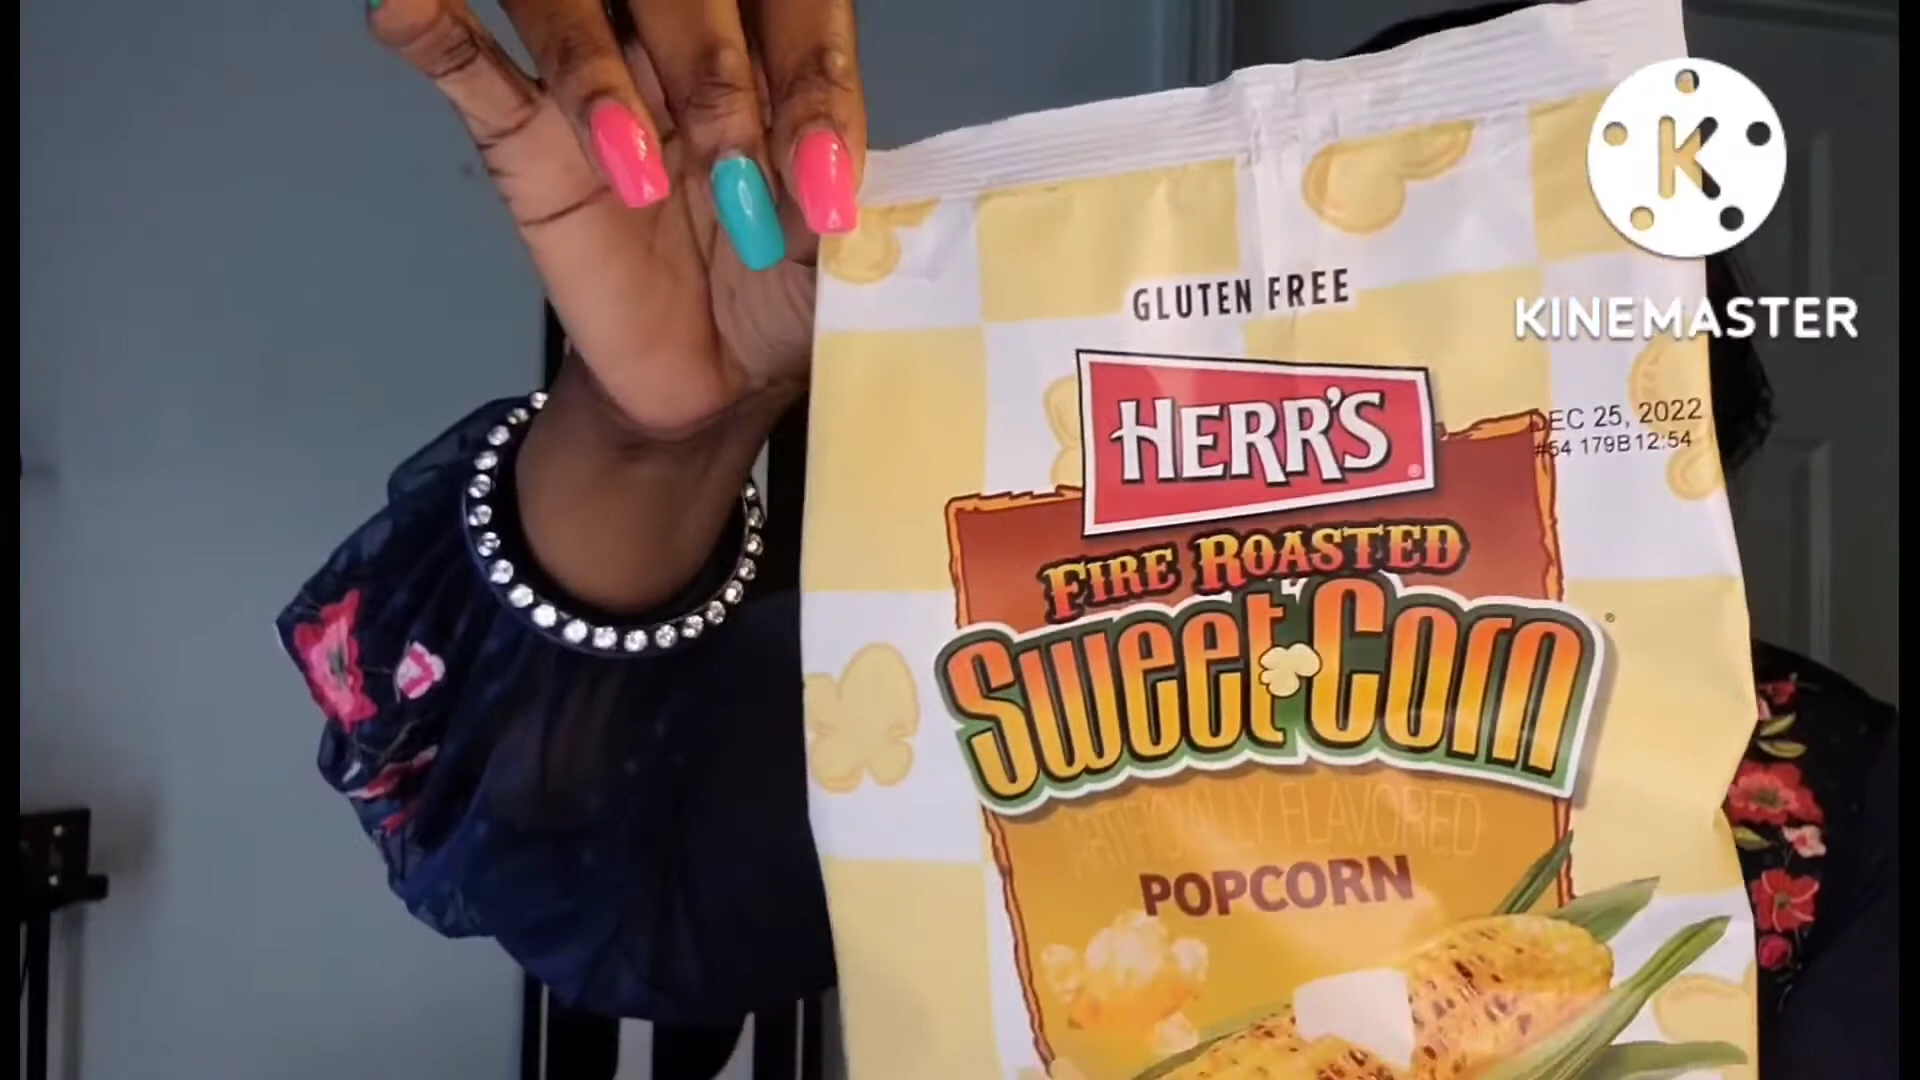 GLUTEN FREE
K
KINEMASTER
HERR'S®
DEC 25, 2022
#54 179B12:54
FIRE ROASTED
Sweet Corn®
ARTIFICIALLY FLAVORED
POPCORN